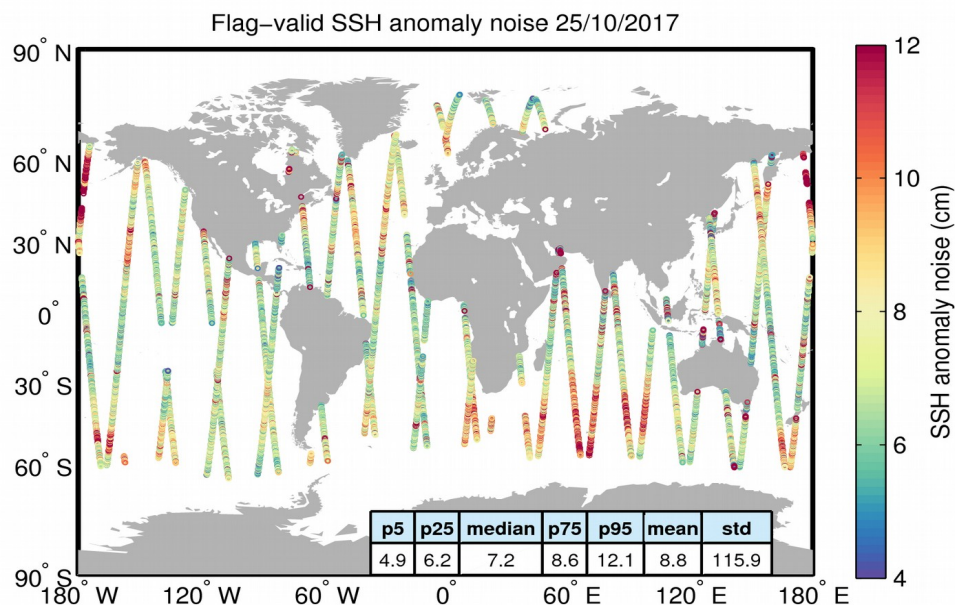 Flag−valid SSH anomaly noise 25/10/2017
90° N
60° N
30° N
0°
30° S
60° S
90° S
180° W
120° W
60° W
0°
60° E
120° E
180° E
p5 p25 median p75 p95 mean std
4.9 6.2 7.2 8.6 12.1 8.8 115.9
12
10
8
6
4
SSH anomaly noise (cm)